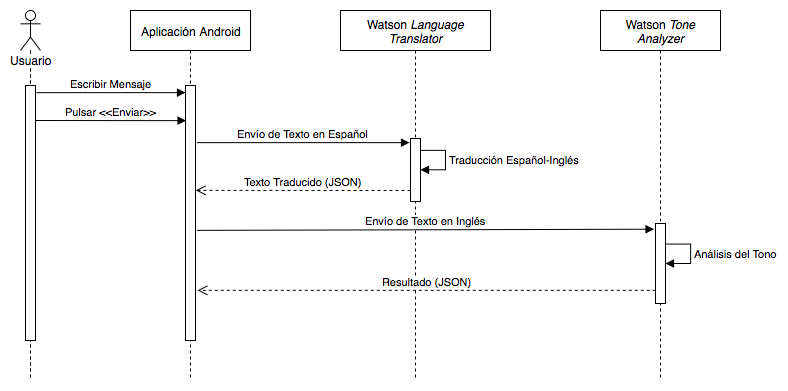 Usuario
Aplicación Android
Watson Language
Translator
Watson Tone
Analyzer
Escribir Mensaje
Pulsar <<Enviar>>
Envío de Texto en Español
Traducción Español-Inglés
Texto Traducido (JSON)
Envío de Texto en Inglés
Análisis del Tono
Resultado (JSON)